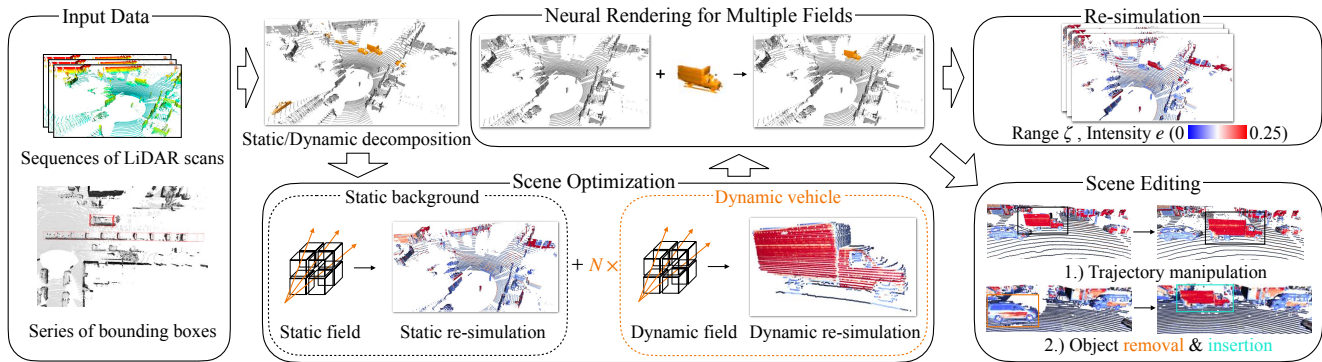 Input Data
Sequences of LiDAR scans
Series of bounding boxes
Static/Dynamic decomposition
Neural Rendering for Multiple Fields
+
Re-simulation
Range ζ , Intensity e (0 0.25)
Scene Optimization
Static background
Static field
Static re-simulation
+ N ×
Dynamic vehicle
Dynamic field
Dynamic re-simulation
Scene Editing
1.) Trajectory manipulation
2.) Object removal & insertion